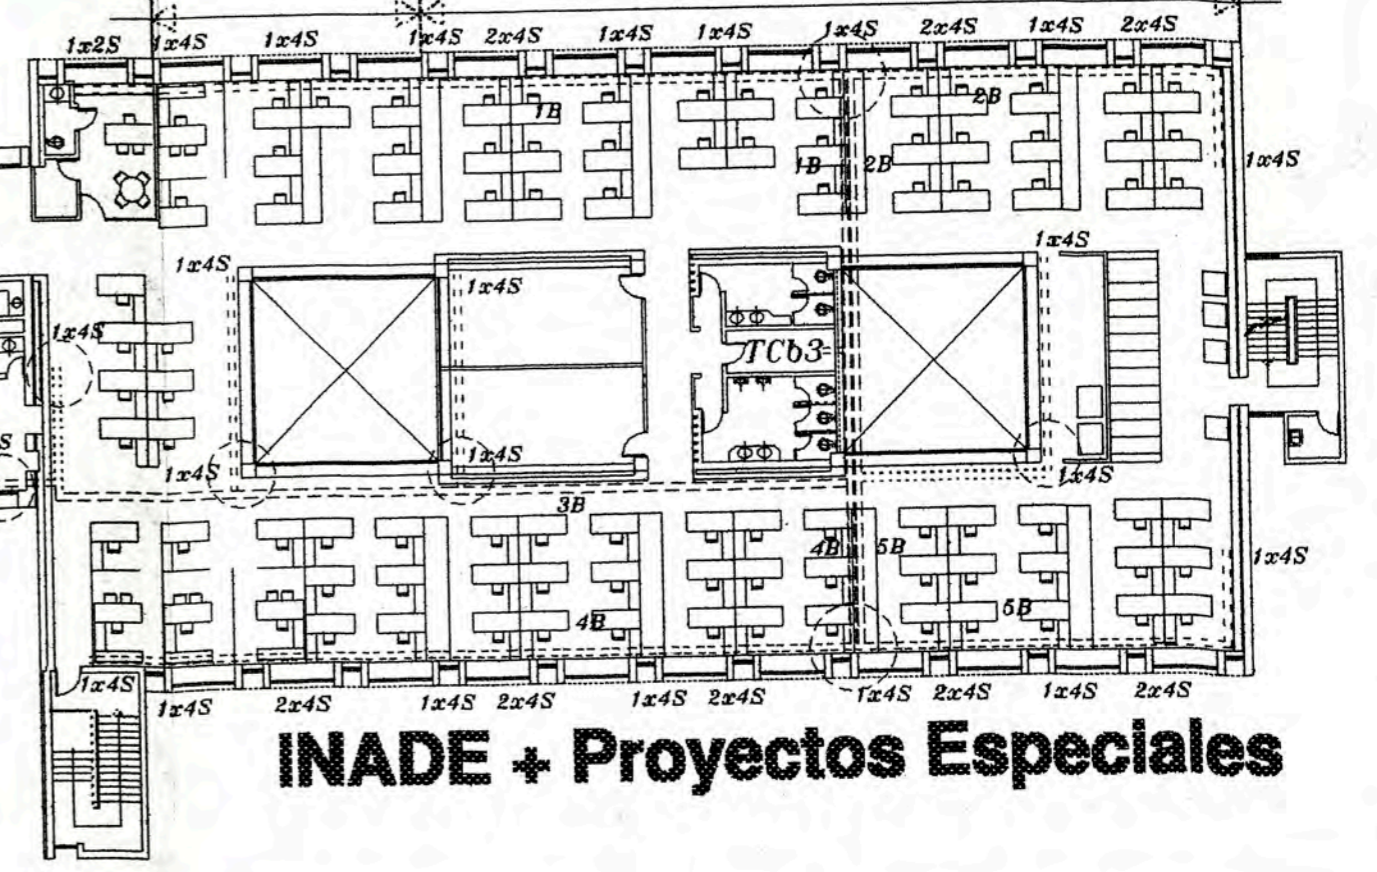 1x2S 1x4S 1x4S 1x4S 2x4S 1x4S 1x4S 1x4S 2x4S 1x4S 2x4S
1B 2B
1B 2B 1x4S
1x4S 1x4S
1x4S
1x4S
TCb3
S
1x4S 1x4S 1x4S
3B
4B 5B 1x4S
4B 5B
1x4S
1x4S 2x4S 1x4S 2x4S 1x4S 2x4S 1x4S 2x4S 1x4S 2x4S
INADE + Proyectos Especiales